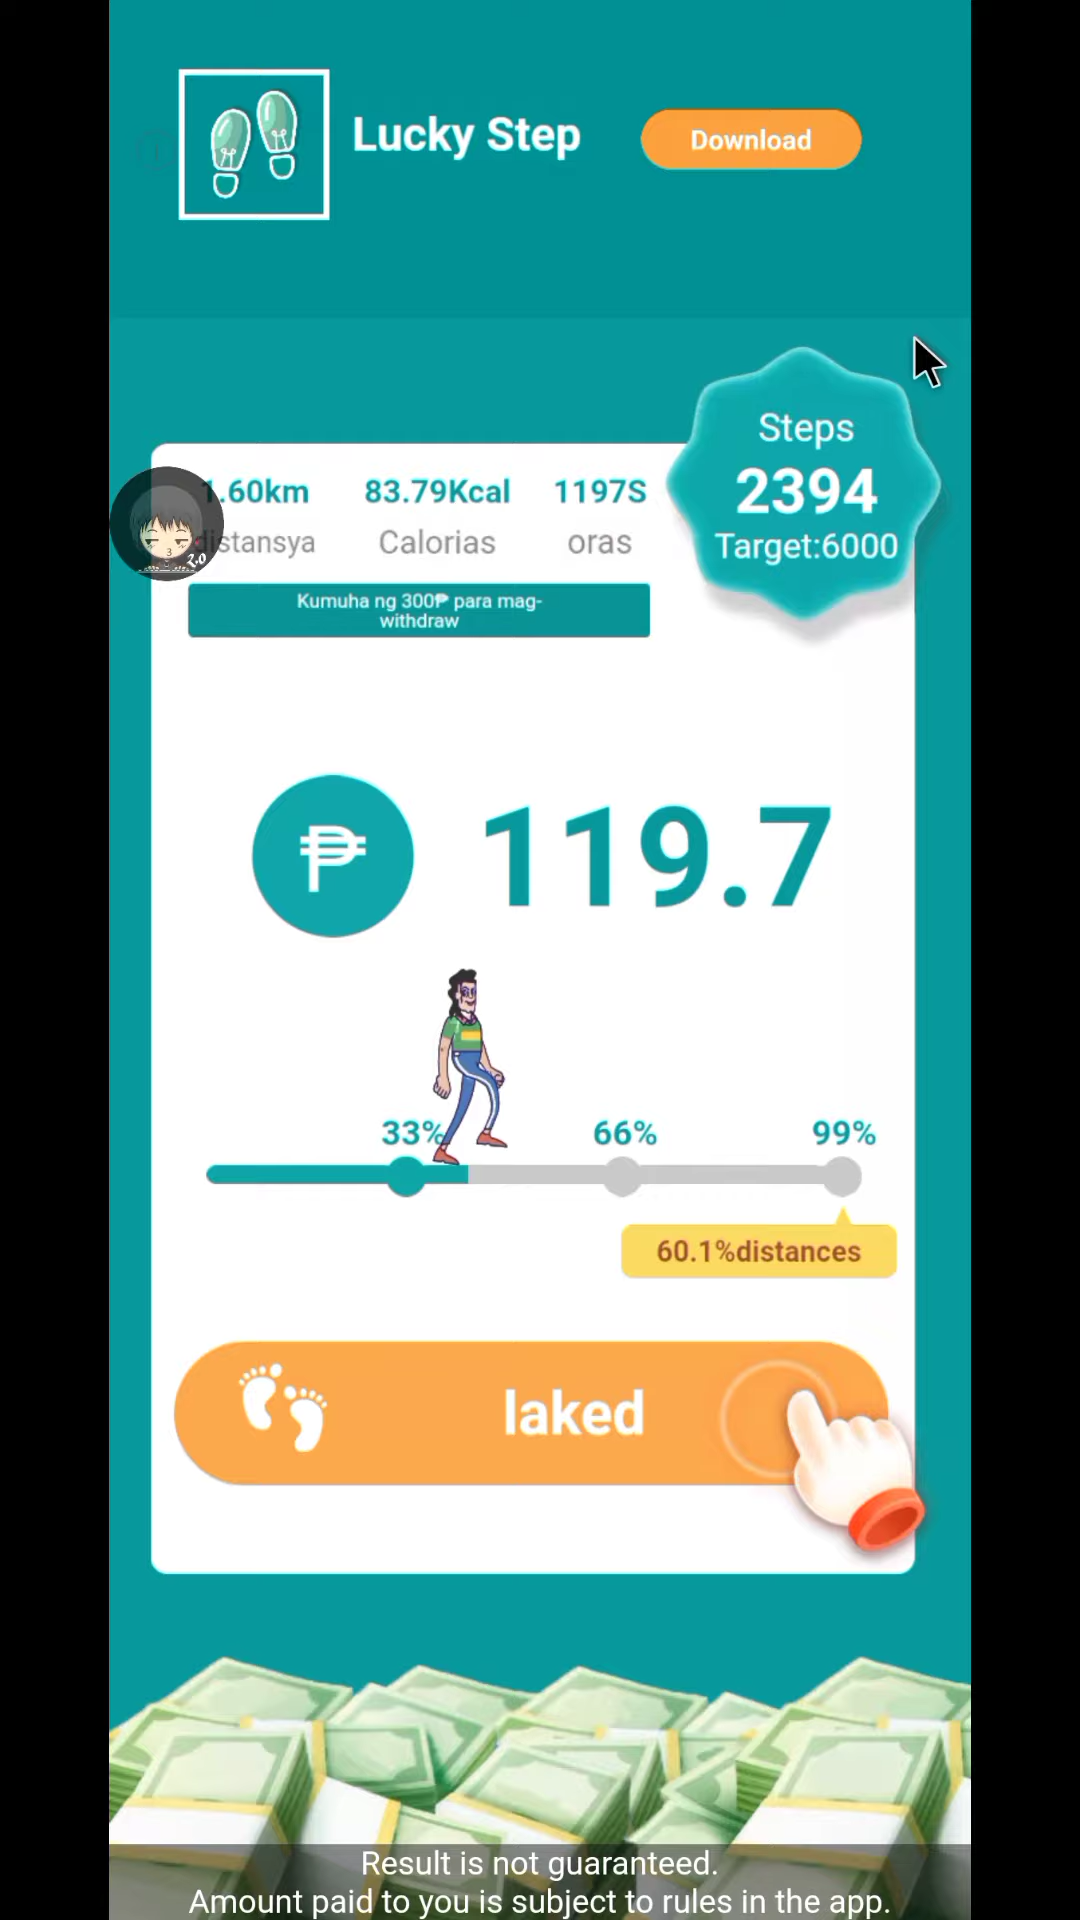 Lucky Step
Download
Steps
2394
Target:6000
1.60km
83.79Kcal
1197S
distansya
Calorias
oras
Kumuha ng 300₱ para mag-
withdraw
₱ 119.7
33%
66%
99%
60.1%distances
laked
Result is not guaranteed.
Amount paid to you is subject to rules in the app.